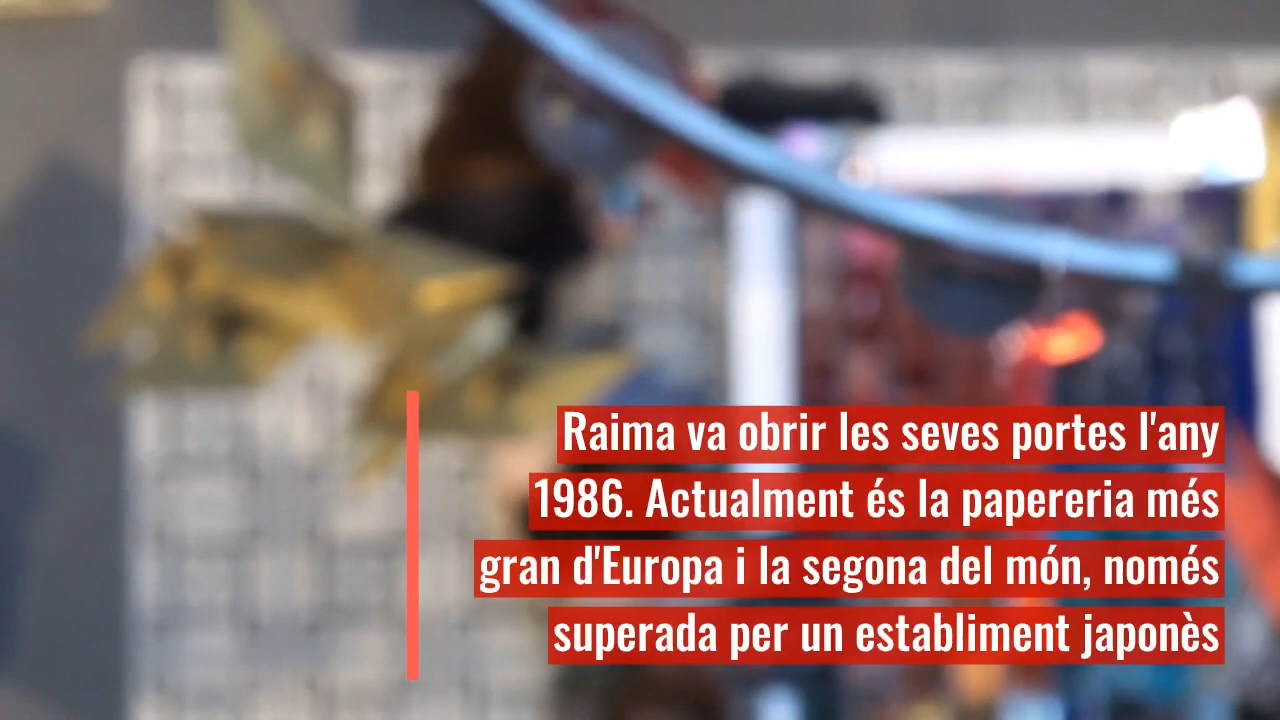 Raima va obrir les seves portes l'any
1986. Actualment és la papereria més
gran d'Europa i la segona del món, només
superada per un establiment japonès